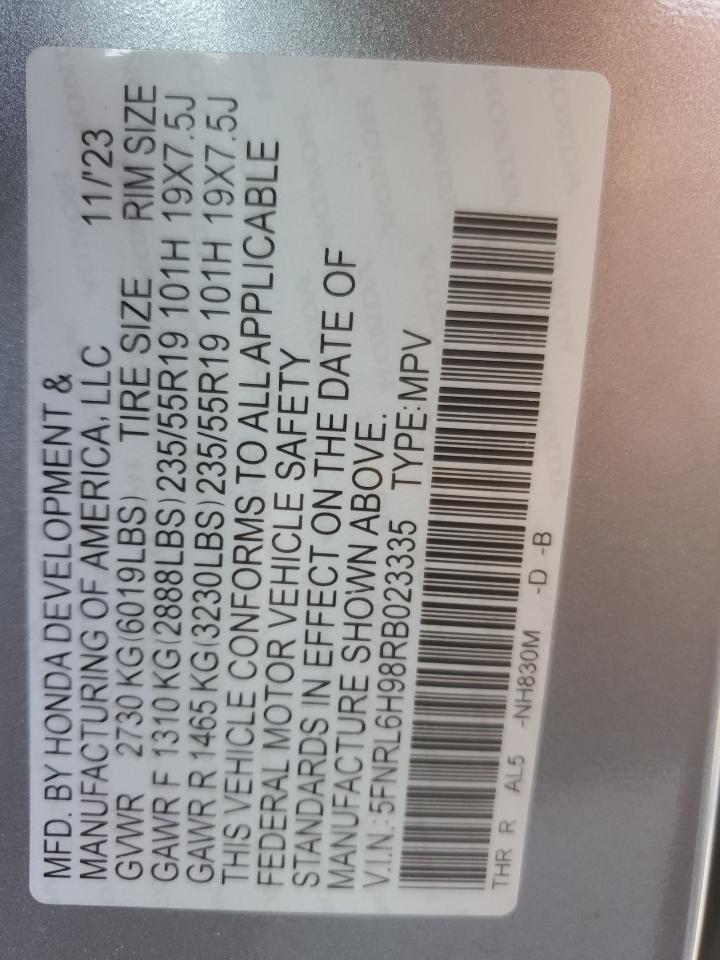 MFD. BY HONDA DEVELOPMENT &
MANUFACTURING OF AMERICA, LLC 11/'23
GVWR 2730 KG(6019LBS) TIRE SIZE RIM SIZE
GAWR F 1310 KG(2888LBS) 235/55R19 101H 19X7.5J
GAWR R 1465 KG(3230LBS) 235/55R19 101H 19X7.5J
THIS VEHICLE CONFORMS TO ALL APPLICABLE
FEDERAL MOTOR VEHICLE SAFETY
STANDARDS IN EFFECT ON THE DATE OF
MANUFACTURE SHOWN ABOVE.
V.I.N.: 5FNRL6H98RB023335 TYPE:MPV
THR R AL5 -NH830M -D -B